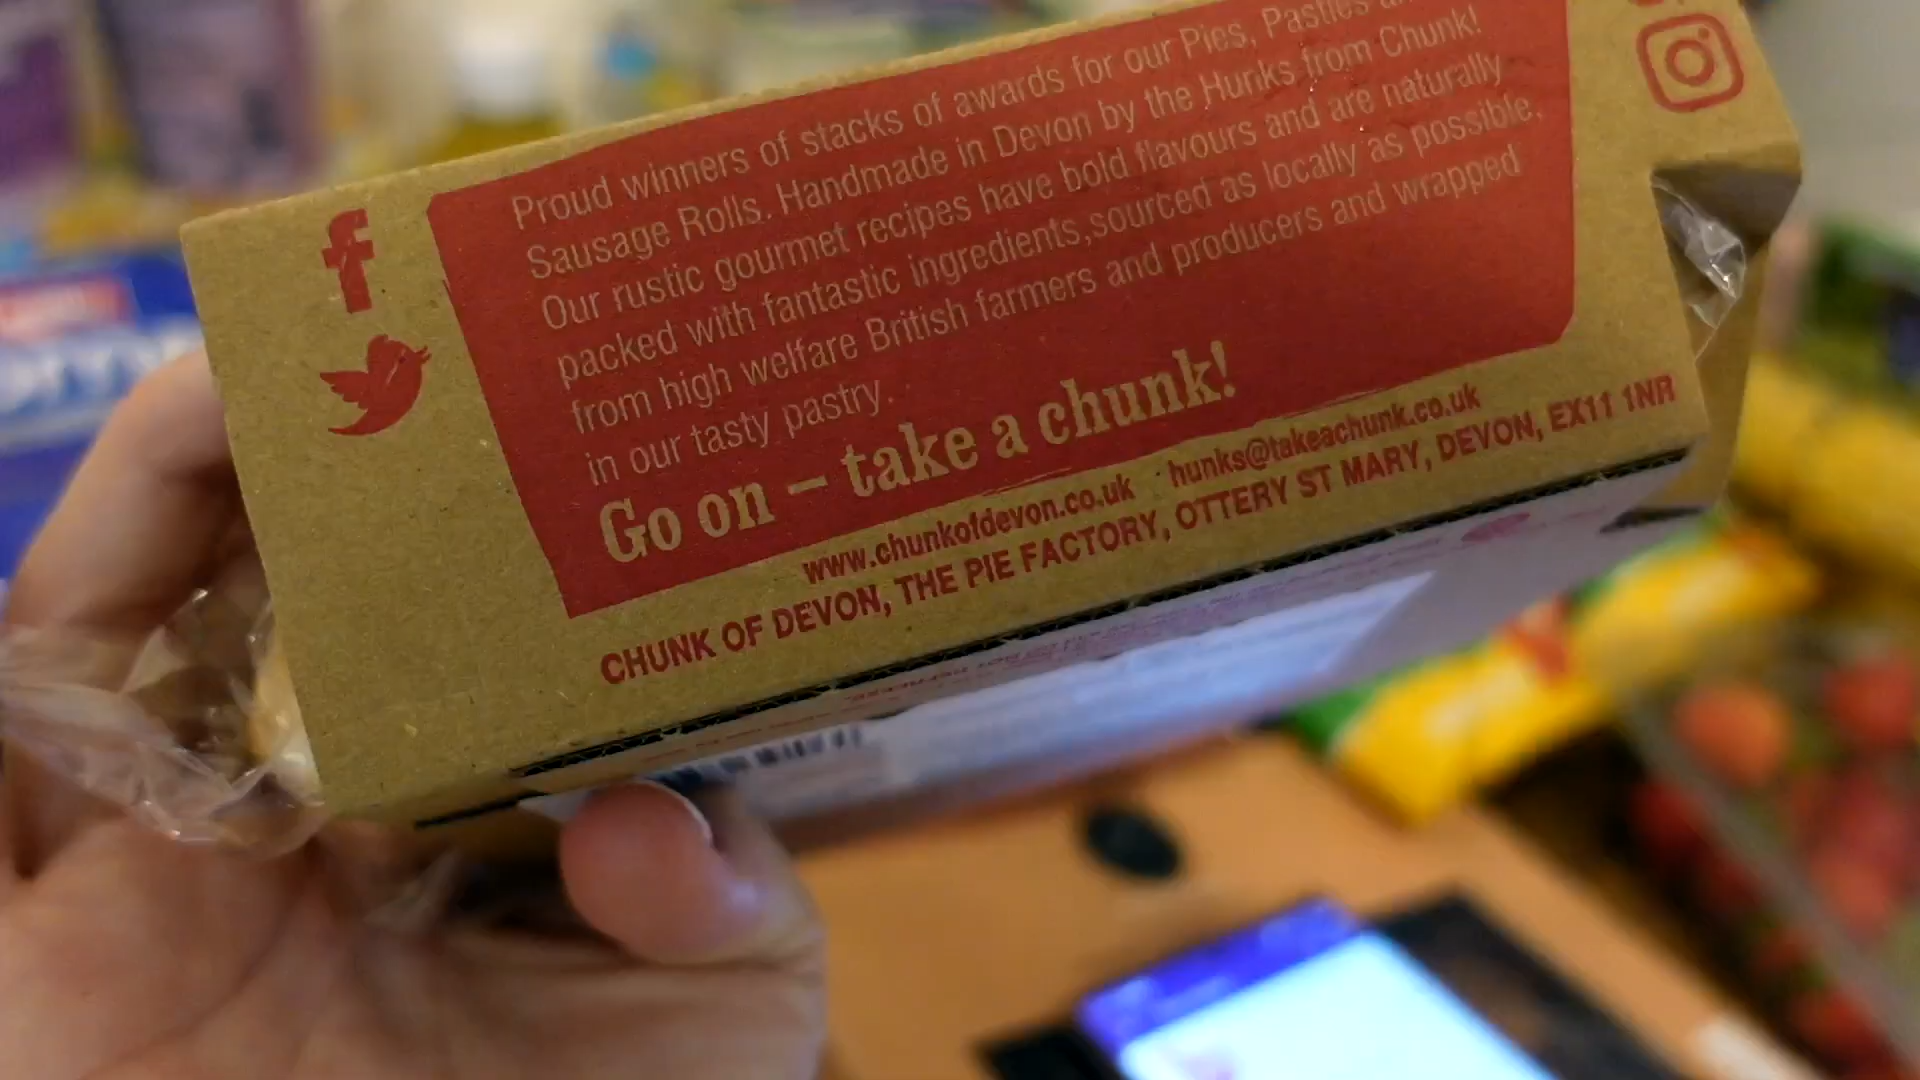 Proud winners of stacks of awards for our Pies, Pasties
Sausage Rolls. Handmade in Devon by the Hunks from Chunk!
Our rustic gourmet recipes have bold flavours and are naturally
packed with fantastic ingredients,sourced as locally as possible,
from high welfare British farmers and producers and wrapped
in our tasty pastry.
Go on – take a chunk!
www.chunkofdevon.co.uk hunks@takeachunk.co.uk
CHUNK OF DEVON, THE PIE FACTORY, OTTERY ST MARY, DEVON, EX11 1NR